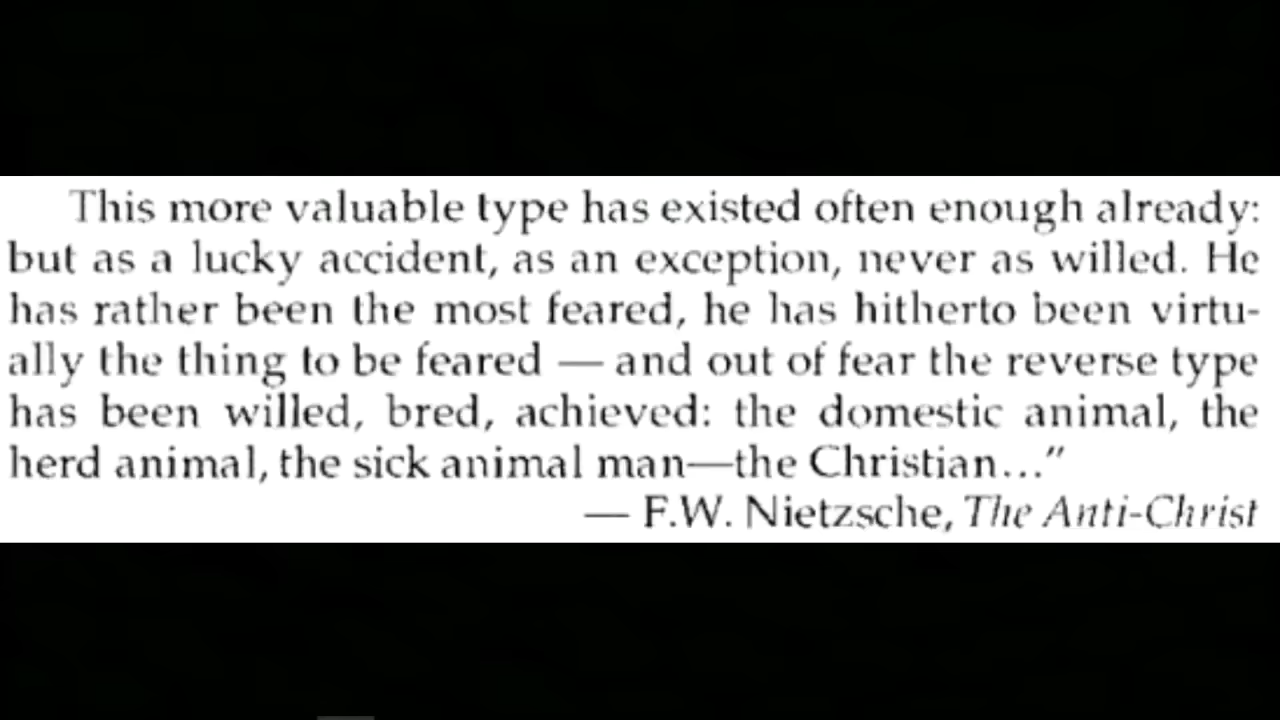 This more valuable type has existed often enough already:
but as a lucky accident, as an exception, never as willed. He
has rather been the most feared, he has hitherto been virtu-
ally the thing to be feared — and out of fear the reverse type
has been willed, bred, achieved: the domestic animal, the
herd animal, the sick animal man—the Christian…”
— F.W. Nietzsche, The Anti-Christ